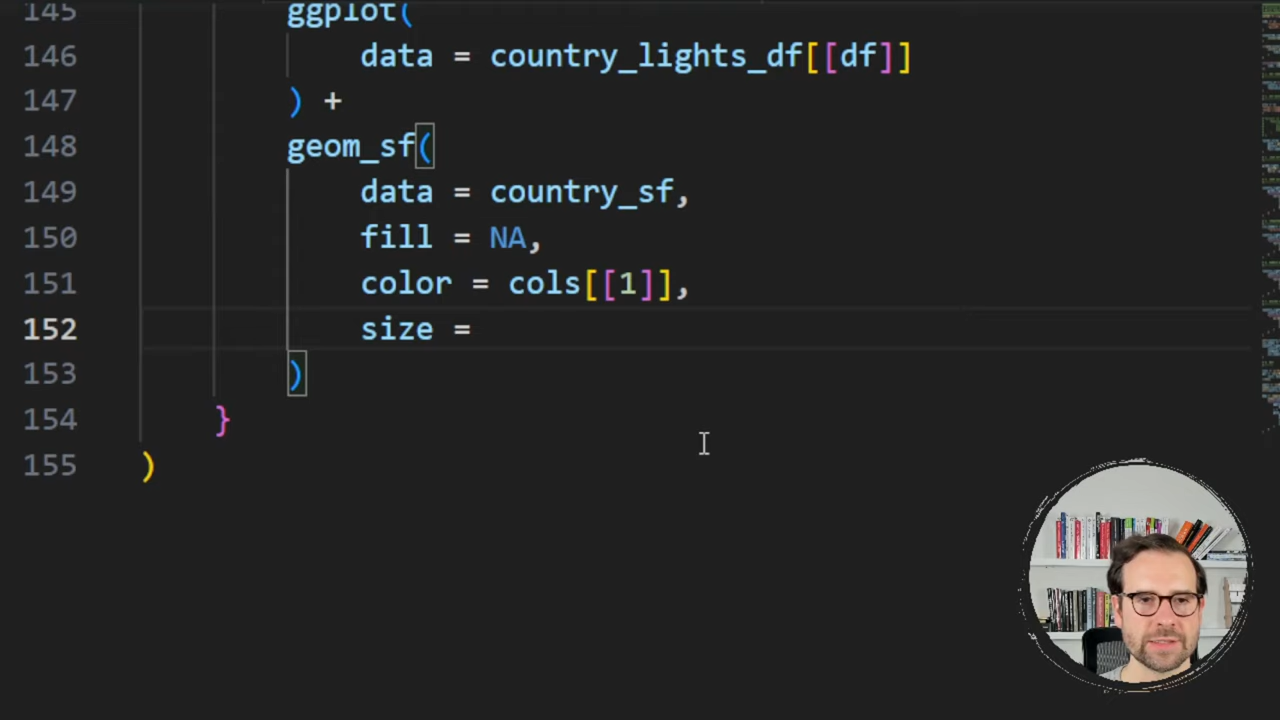 145 ggplot(
146 data = country_lights_df[[df]]
147 ) +
148 geom_sf(
149 data = country_sf,
150 fill = NA,
151 color = cols[[1]],
152 size =
153 )
154 }
155 )